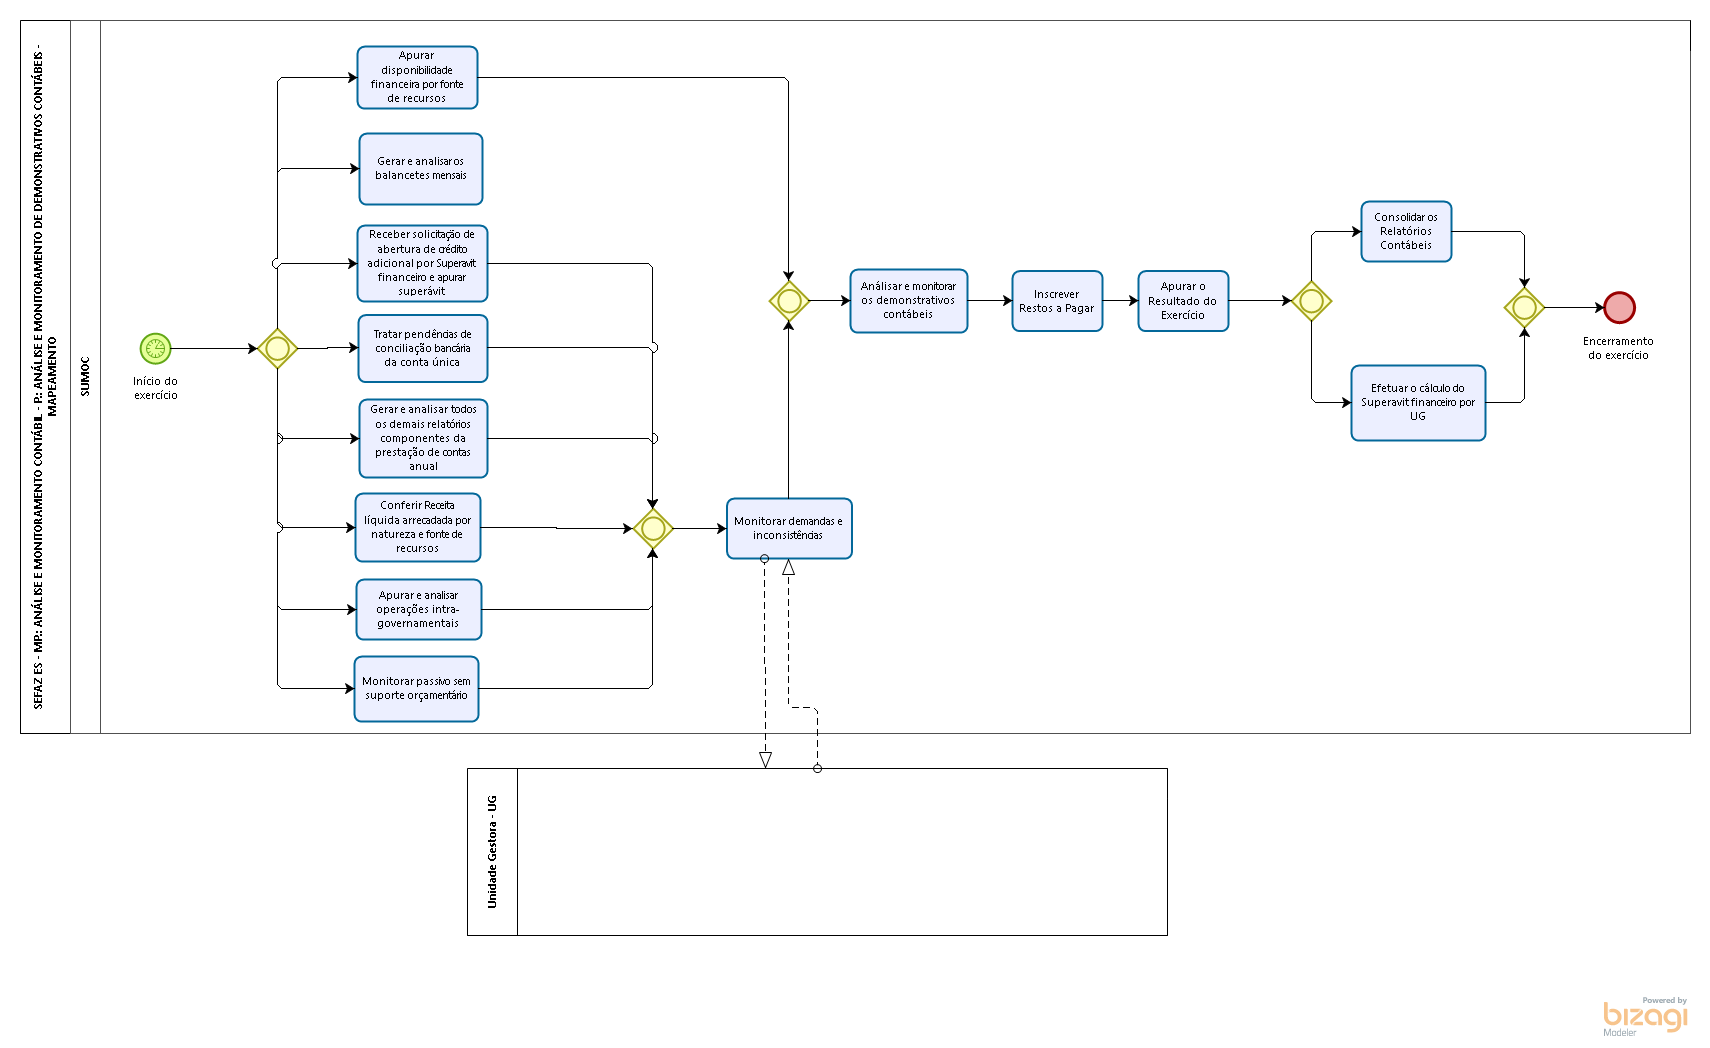 SEFAZ ES - MP.: ANÁLISE E MONITORAMENTO CONTÁBIL - P.: ANÁLISE E MONITORAMENTO DE DEMONSTRATIVOS CONTÁBEIS -
MAPEAMENTO
SUMOC
Início do
exercício
Apurar
disponibilidade
financeira por fonte
de recursos
Gerar e analisar os
balancetes mensais
Receber solicitação de
abertura de crédito
adicional por Superavit
financeiro e apurar
superávit
Tratar pendências de
conciliação bancária
da conta única
Gerar e analisar todos
os demais relatórios
componentes da
prestação de contas
anual
Conferir Receita
líquida arrecadada por
natureza e fonte de
recursos
Apurar e analisar
operações intra-
governamentais
Monitorar passivo sem
suporte orçamentário
Monitorar demandas e
inconsistências
Análisar e monitorar
os demonstrativos
contábeis
Inscrever
Restos a Pagar
Apurar o
Resultado do
Exercício
Consolidar os
Relatórios
Contábeis
Efetuar o cálculo do
Superavit financeiro por
UG
Encerramento
do exercício
Unidade Gestora - UG
Powered by
bizagi
Modeler